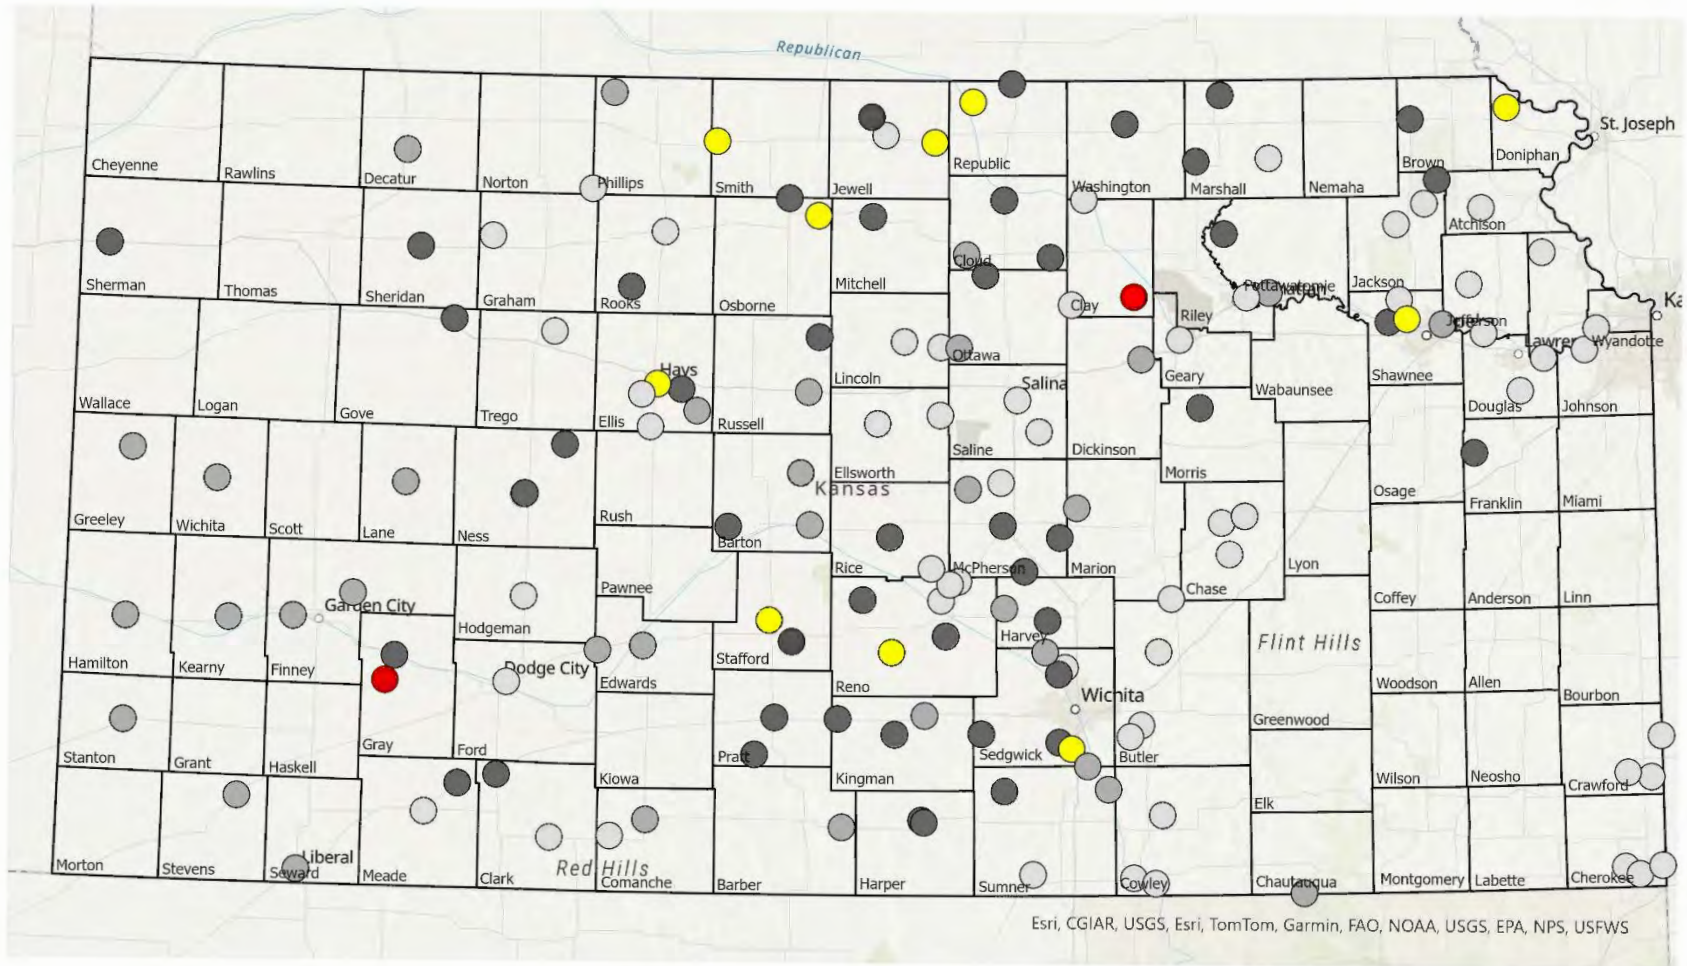 Republican
St. Joseph
Cheyenne
Rawlins
Decatur
Norton
Phillips
Smith
Jewell
Republic
Washington
Marshall
Nemaha
Brown
Doniphan
Atchison
Sherman
Thomas
Sheridan
Graham
Rooks
Osborne
Mitchell
Cloud
Clay
Riley
Pottawatomie
Jackson
Jefferson
Ka
Wallace
Logan
Gove
Trego
Hays
Ellis
Russell
Lincoln
Ottawa
Salina
Saline
Dickinson
Geary
Wabaunsee
Shawnee
Lawren
Wyandotte
Douglas
Johnson
Greeley
Wichita
Scott
Lane
Ness
Rush
Barton
Kansas
Ellsworth
Rice
McPherson
Marion
Morris
Chase
Lyon
Osage
Franklin
Miami
Hamilton
Kearny
Finney
Garden City
Hodgeman
Pawnee
Dodge City
Edwards
Stafford
Reno
Harvey
Flint Hills
Coffey
Anderson
Linn
Stanton
Grant
Haskell
Gray
Ford
Kiowa
Pratt
Kingman
Wichita
Sedgwick
Butler
Greenwood
Woodson
Allen
Bourbon
Morton
Stevens
Liberal
Seward
Meade
Clark
Red Hills
Comanche
Barber
Harper
Sumner
Cowley
Elk
Chautauqua
Wilson
Neosho
Crawford
Montgomery
Labette
Cherokee
Esri, CGIAR, USGS, Esri, TomTom, Garmin, FAO, NOAA, USGS, EPA, NPS, USFWS